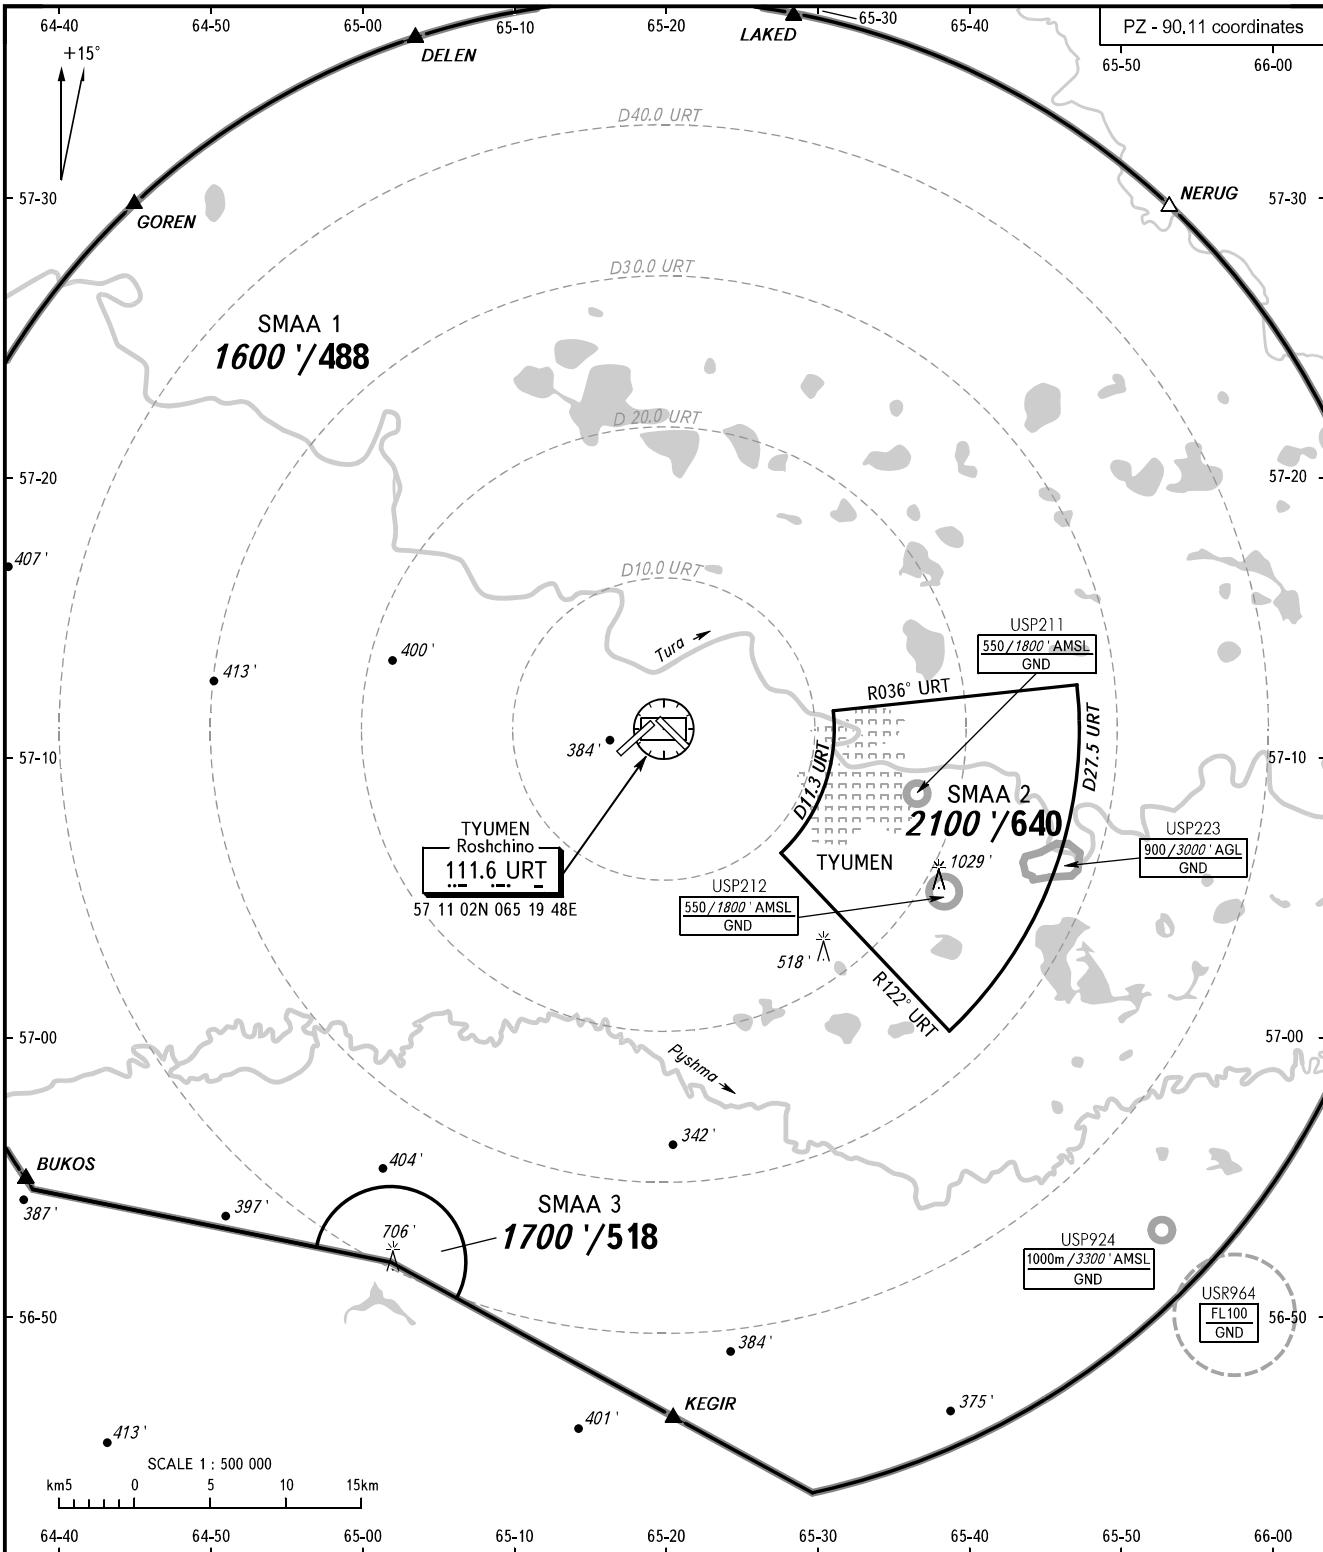 64-40
64-50
65-00
65-10
65-20
65-30
65-40
PZ - 90.11 coordinates
65-50
66-00
+15°
DELEN
LAKED
D40.0 URT
57-30
GOREN
NERUG
57-30
D30.0 URT
SMAA 1
1600 '/488
D 20.0 URT
57-20
57-20
407 '
D10.0 URT
USP211
550 / 1800 ' AMSL
GND
Tura
400 '
413 '
R036° URT
D27.5 URT
384 '
57-10
57-10
D11.3 URT
SMAA 2
2100 '/640
TYUMEN
Roshchino
111.6 URT
57 11 02N 065 19 48E
TYUMEN
1029 '
USP223
900 / 3000 ' AGL
GND
USP212
550 / 1800 ' AMSL
GND
518 '
R122° URT
57-00
57-00
Pyshma
342 '
404 '
BUKOS
387 '
397 '
706 '
SMAA 3
1700 '/518
USP924
1000m / 3300 ' AMSL
GND
USR964
FL100
GND
56-50
56-50
384 '
KEGIR
375 '
401 '
413 '
SCALE 1 : 500 000
km5 0 5 10 15km
64-40
64-50
65-00
65-10
65-20
65-30
65-40
65-50
66-00